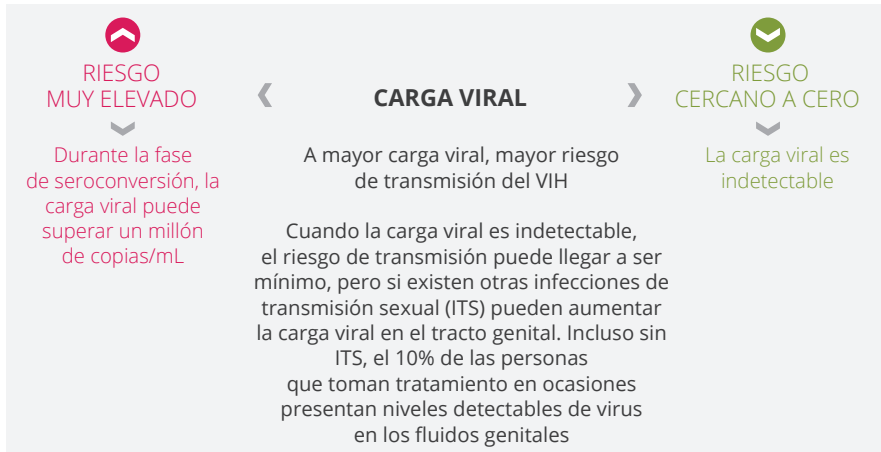 RIESGO
MUY ELEVADO
Durante la fase
de seroconversión, la
carga viral puede
superar un millón
de copias/mL
CARGA VIRAL
A mayor carga viral, mayor riesgo
de transmisión del VIH
Cuando la carga viral es indetectable,
el riesgo de transmisión puede llegar a ser
mínimo, pero si existen otras infecciones de
transmisión sexual (ITS) pueden aumentar
la carga viral en el tracto genital. Incluso sin
ITS, el 10% de las personas
que toman tratamiento en ocasiones
presentan niveles detectables de virus
en los fluidos genitales
RIESGO
CERCANO A CERO
La carga viral es
indetectable